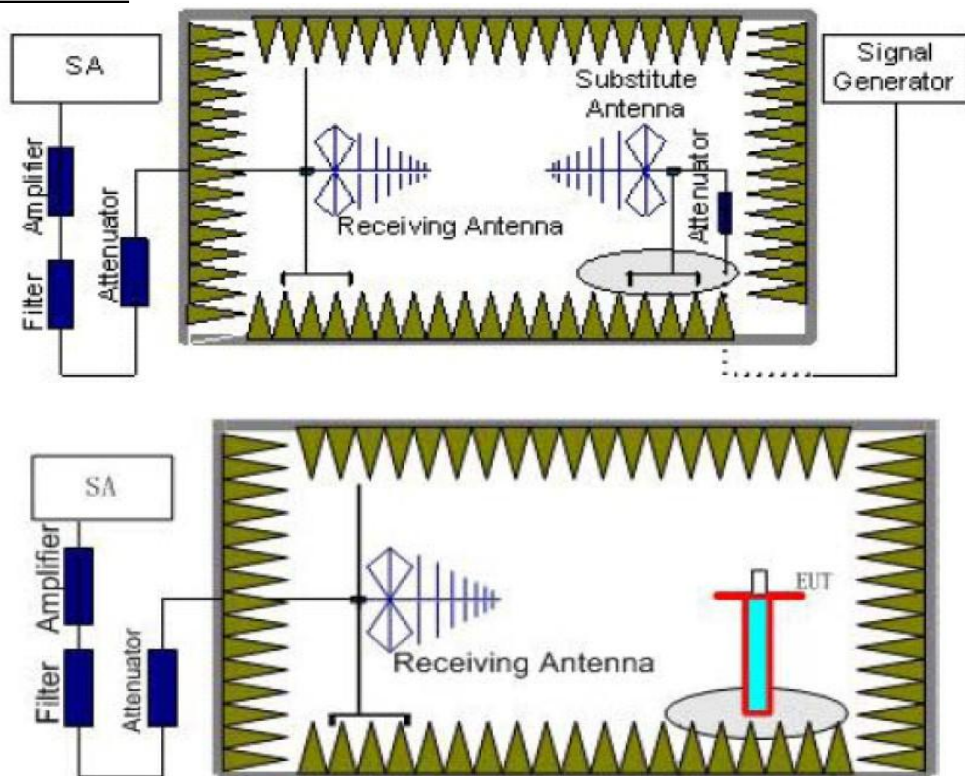 SA
Signal
Generator
Substitute
Antenna
Amplifier
Filter
Attenuator
Receiving Antenna
Attenuator
SA
Amplifier
Filter
Attenuator
Receiving Antenna
EUT